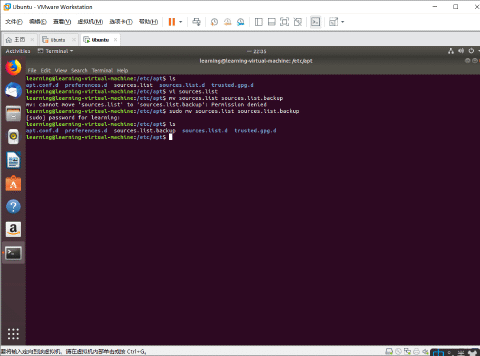 Ubuntu - VMware Workstation
文件(F) 编辑(E) 查看(V) 虚拟机(M) 选项卡(T) 帮助(H)
主页 Ubuntu Ubuntu
Activities Terminal 22:25
learning@learning-virtual-machine: /etc/apt
File Edit View Search Terminal Help
learning@learning-virtual-machine:/etc/apt$ ls
apt.conf.d preferences.d sources.list sources.list.d trusted.gpg.d
learning@learning-virtual-machine:/etc/apt$ vi sources.list
learning@learning-virtual-machine:/etc/apt$ mv sources.list sources.list.backup
mv: cannot move 'sources.list' to 'sources.list.backup': Permission denied
learning@learning-virtual-machine:/etc/apt$ sudo mv sources.list sources.list.backup
[sudo] password for learning:
learning@learning-virtual-machine:/etc/apt$ ls
apt.conf.d preferences.d sources.list.backup sources.list.d trusted.gpg.d
learning@learning-virtual-machine:/etc/apt$
要将输入定向到该虚拟机，请在虚拟机内部单击或按 Ctrl+G。